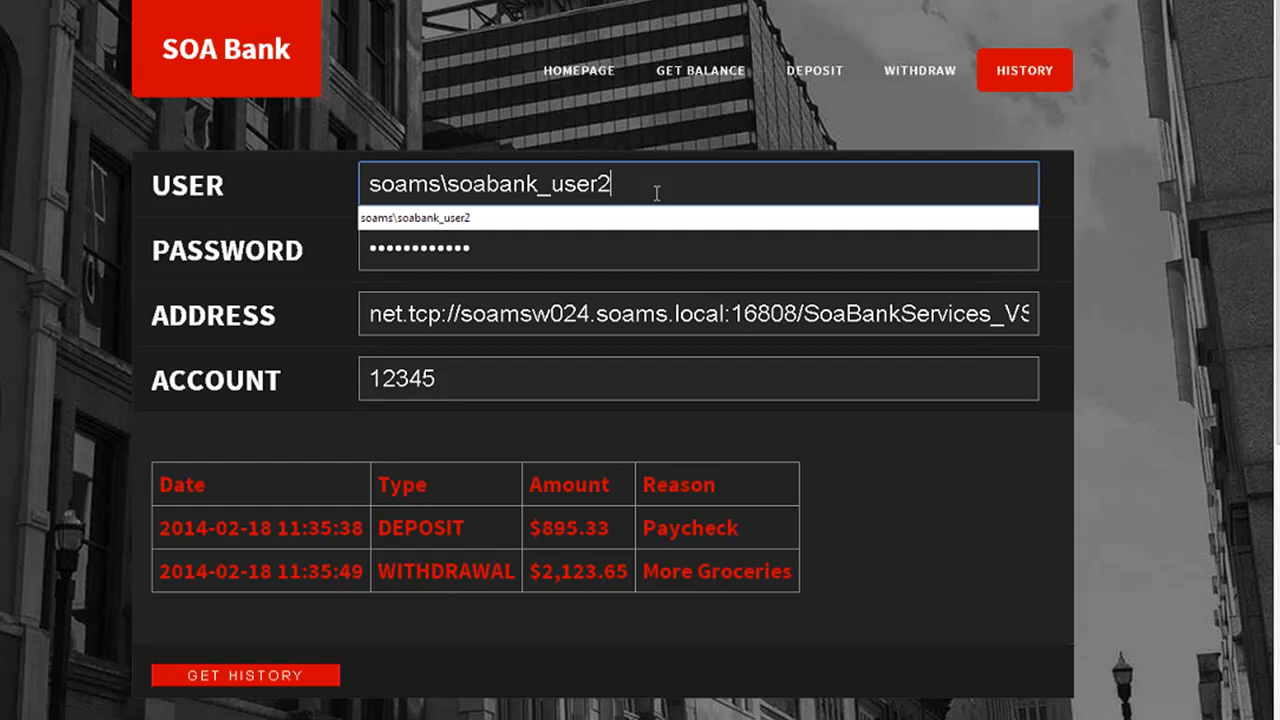 SOA Bank
HOMEPAGE GET BALANCE DEPOSIT WITHDRAW HISTORY
USER soams\soabank_user2
soams\soabank_user2
PASSWORD ••••••••••••
ADDRESS net.tcp://soamsw024.soams.local:16808/SoaBankServices_VS
ACCOUNT 12345
Date Type Amount Reason
2014-02-18 11:35:38 DEPOSIT $895.33 Paycheck
2014-02-18 11:35:49 WITHDRAWAL $2,123.65 More Groceries
GET HISTORY